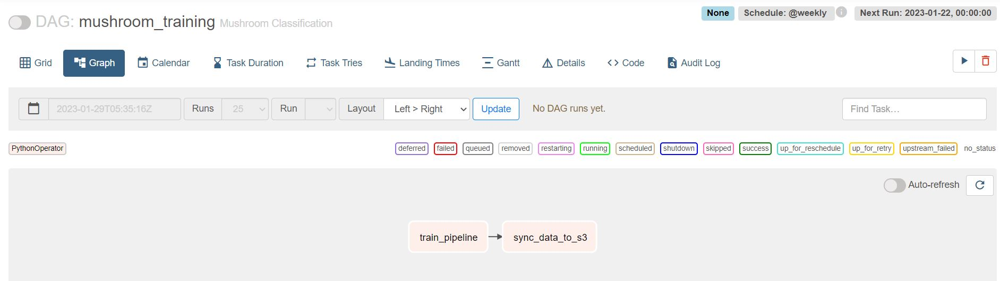 None Schedule: @weekly i Next Run: 2023-01-22, 00:00:00
DAG: mushroom_training Mushroom Classification
Grid Graph Calendar Task Duration Task Tries Landing Times Gantt Details Code Audit Log
2023-01-29T05:35:16Z Runs 25 Run Layout Left > Right Update No DAG runs yet. Find Task...
PythonOperator deferred failed queued removed restarting running scheduled shutdown skipped success up_for_reschedule up_for_retry upstream_failed no_status
Auto-refresh
train_pipeline sync_data_to_s3